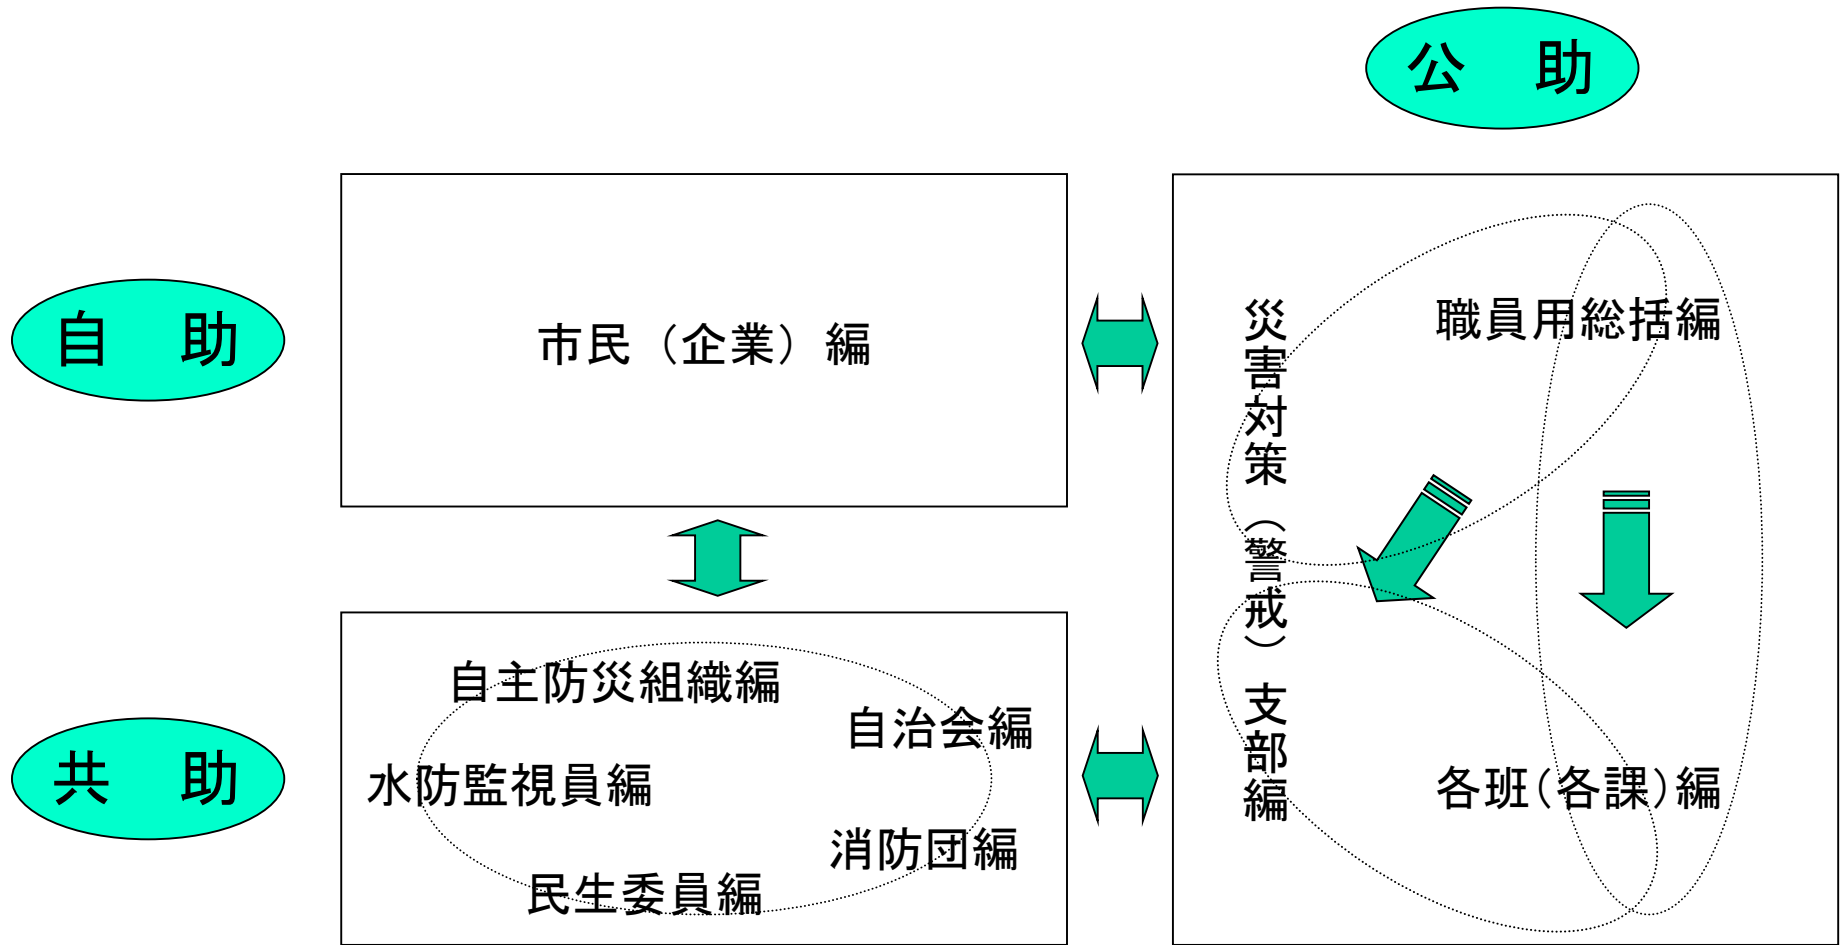 公　助
自　助
市民（企業）編
災害対策（警戒）支部編
職員用総括編
各班(各課)編
共　助
自主防災組織編
自治会編
水防監視員編
消防団編
民生委員編